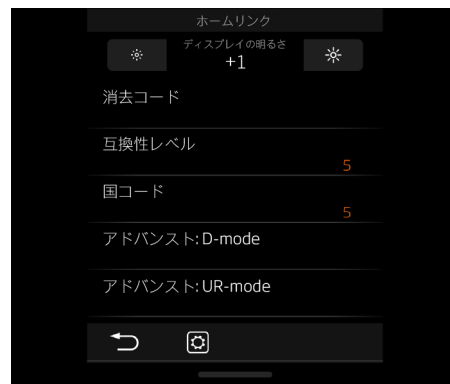 ホームリンク
ディスプレイの明るさ
+1
消去コード
互換性レベル
5
国コード
5
アドバンスト: D-mode
アドバンスト: UR-mode